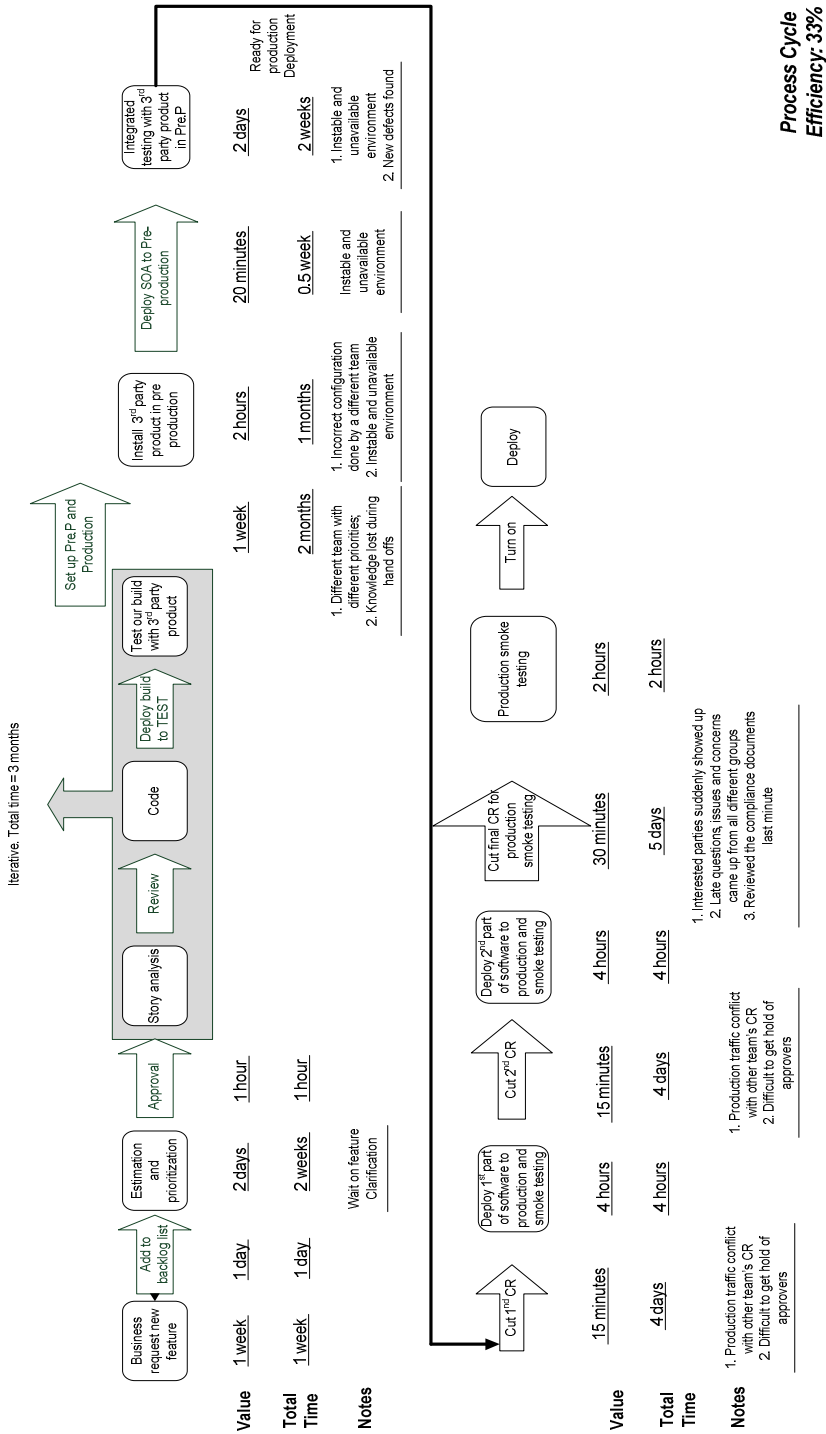 Iterative. Total time = 3 months
Business
request new
feature
Add to
backlog list
Estimation
and
prioritization
Approval
Story analysis
Review
Code
Deploy build
to TEST
Test our build
with 3rd party
product
Set up Pre.P and
Production
Install 3rd party
product in pre
production
Deploy SOA to Pre-
production
Integrated
testing with 3rd
party product
in Pre.P
Ready for
production
Deployment
Value
1 week
1 day
2 days
1 hour
1 week
2 hours
20 minutes
2 days
Total
Time
1 week
1 day
2 weeks
1 hour
2 months
1 months
0.5 week
2 weeks
Notes
Wait on feature
Clarification
1. Different team with
different priorities;
2. Knowledge lost during
hand offs
1. Incorrect configuration
done by a different team
2. Instable and unavailable
environment
Instable and
unavailable
environment
1. Instable and
unavailable
environment
2. New defects found
Cut 1nd CR
Deploy 1st part
of software to
production and
smoke testing
Cut 2nd CR
Deploy 2nd part
of software to
production and
smoke testing
Cut final CR for
production
smoke testing
Production smoke
testing
Turn on
Deploy
Value
15 minutes
4 hours
15 minutes
4 hours
30 minutes
2 hours
Total
Time
4 days
4 hours
4 days
4 hours
5 days
2 hours
Notes
1. Production traffic conflict
with other team's CR
2. Difficult to get hold of
approvers
1. Production traffic conflict
with other team's CR
2. Difficult to get hold of
approvers
1. Interested parties suddenly showed up
2. Late questions, issues and concerns
came up from all different groups
3. Reviewed the compliance documents
last minute
Process Cycle
Efficiency: 33%